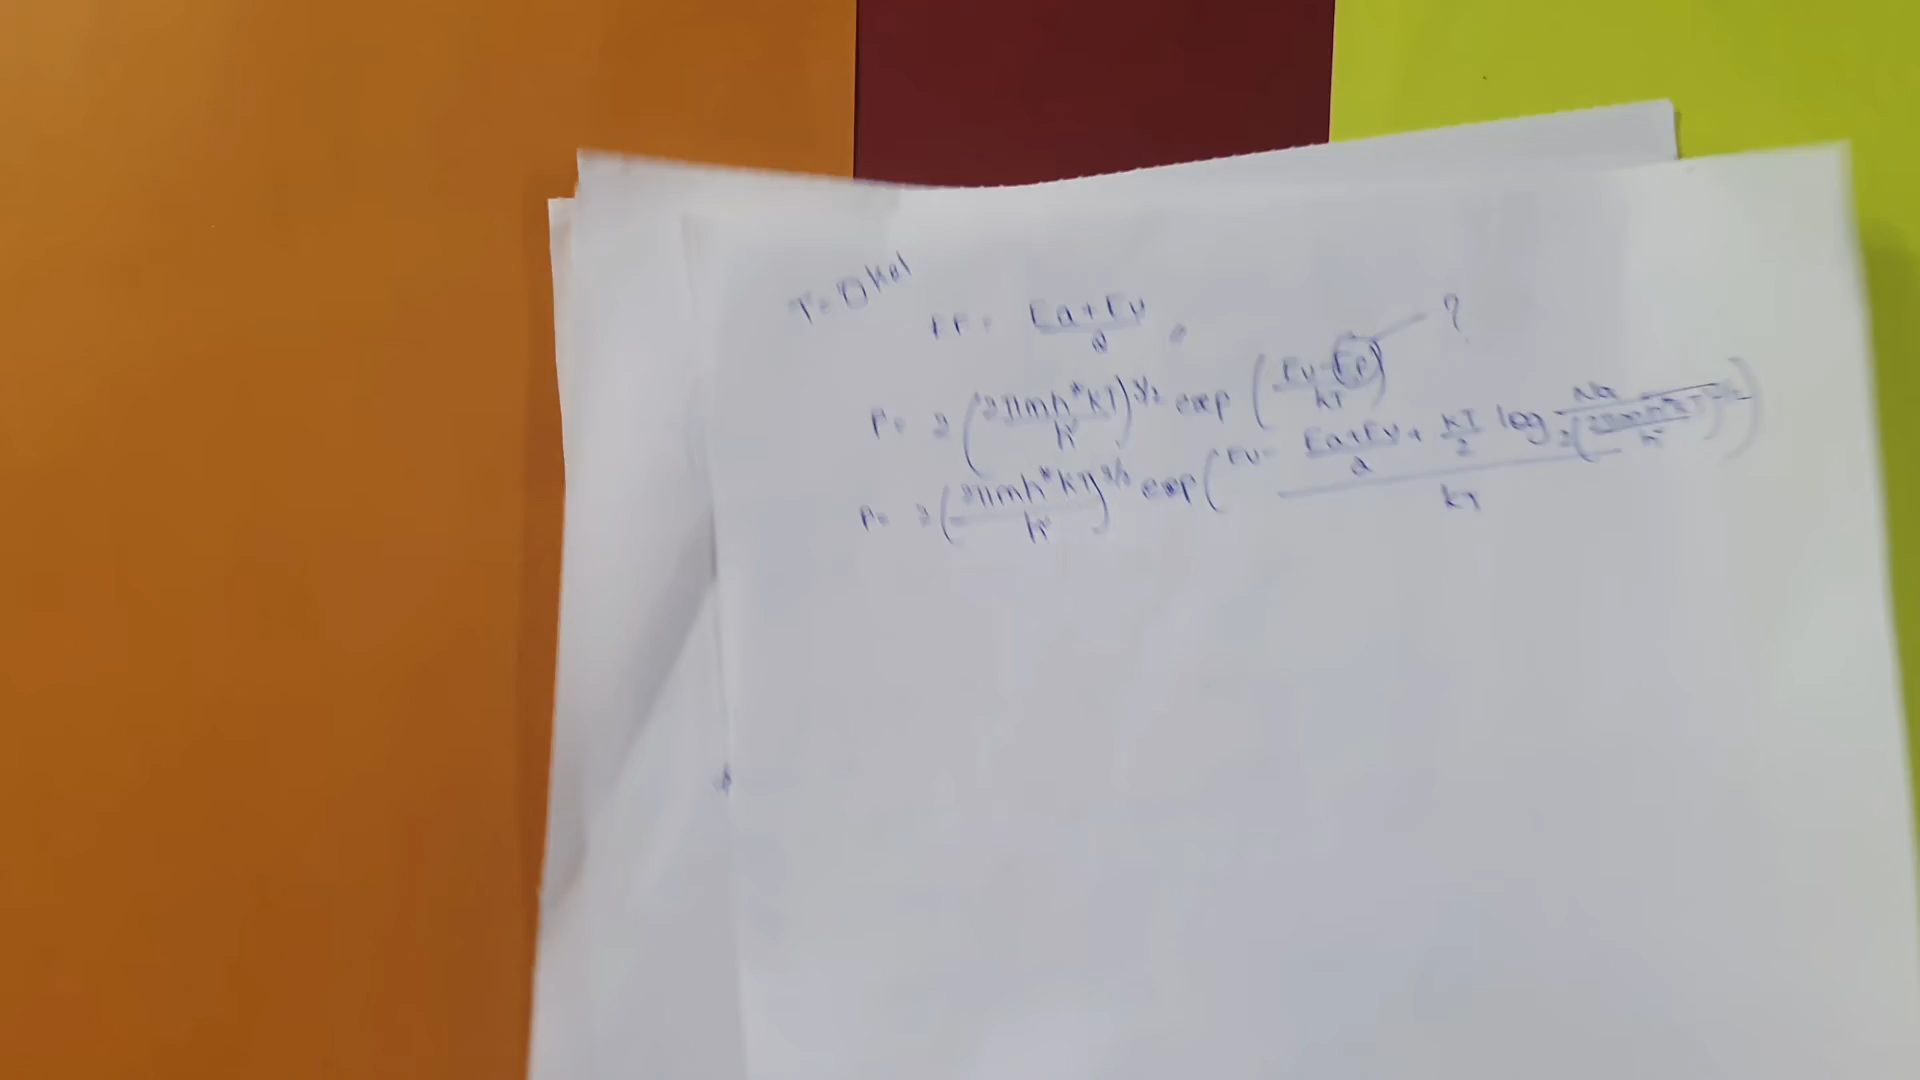 T = 0 kel
EF = Ea+Ev / 2
P = 2 (2πmh*kT / h²)^3/2 exp (Ev-EF / kT) ?
P = 2 (2πmh*kT / h²)^3/2 exp (Ev - Ea+Ev / 2 + kT / 2 log Na / 2(2πmh*kT / h²)^3/2 / kT)